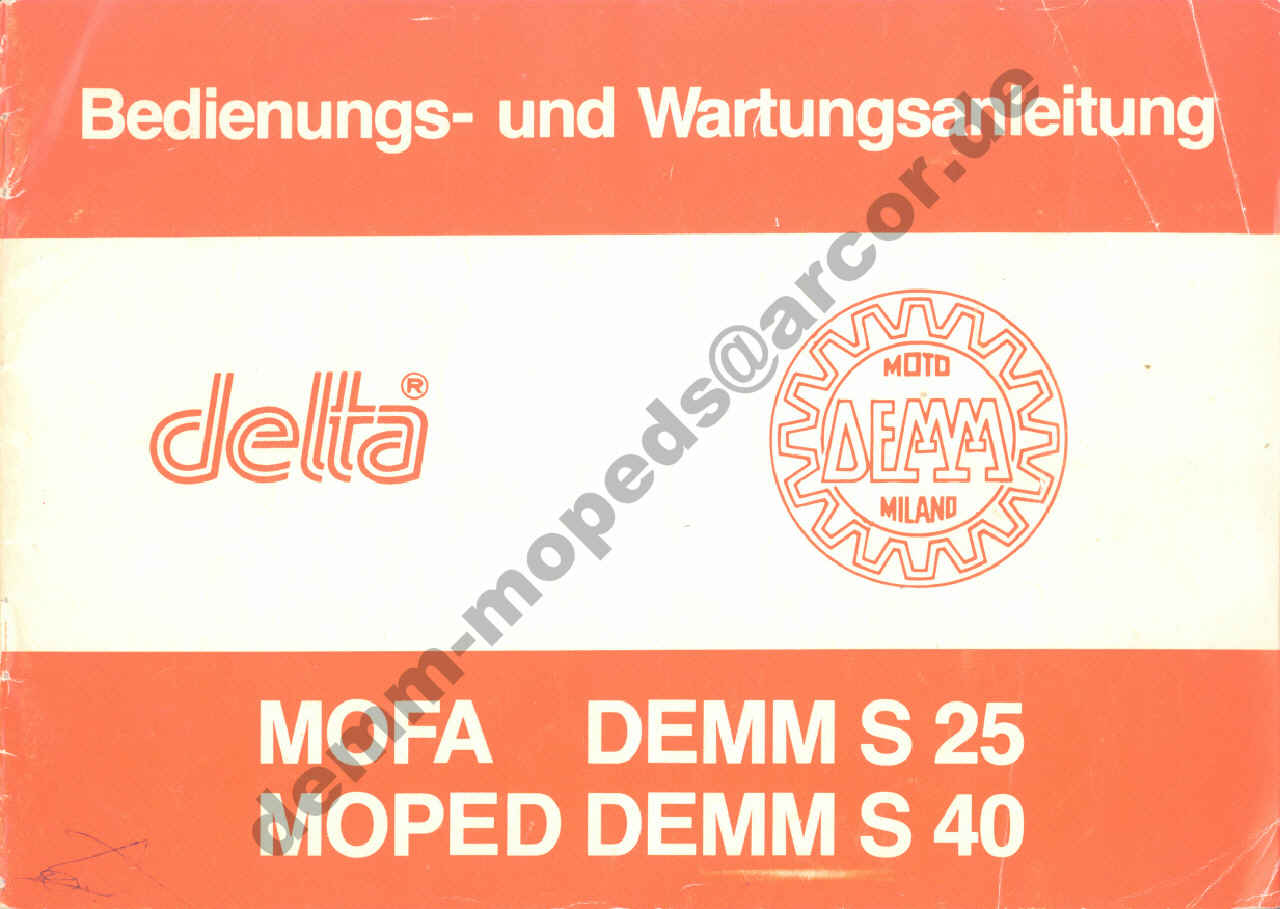 Bedienungs- und Wartungsanleitung
delta®
MOTO
DEMM
MILANO
MOFA DEMM S 25
MOPED DEMM S 40
demm-mopeds@arcor.de